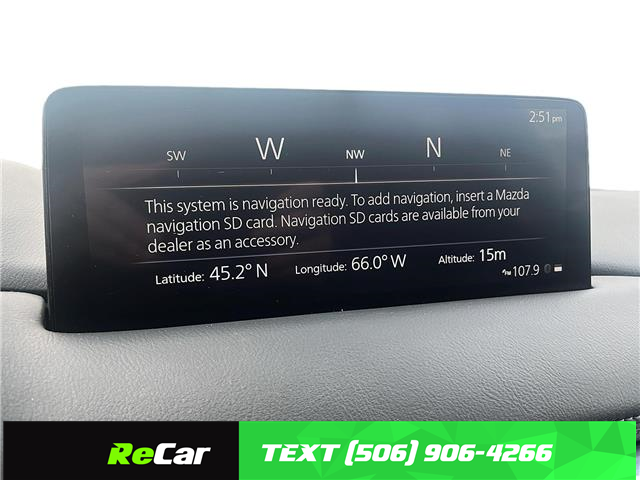 2:51 pm
SW W NW N NE
This system is navigation ready. To add navigation, insert a Mazda
navigation SD card. Navigation SD cards are available from your
dealer as an accessory.
Latitude: 45.2° N Longitude: 66.0° W Altitude: 15m
FM 107.9
ReCar TEXT (506) 906-4266